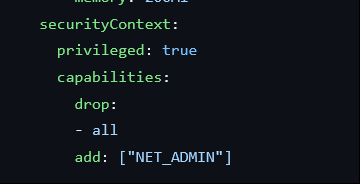 securityContext:
privileged: true
capabilities:
drop:
- all
add: ["NET_ADMIN"]